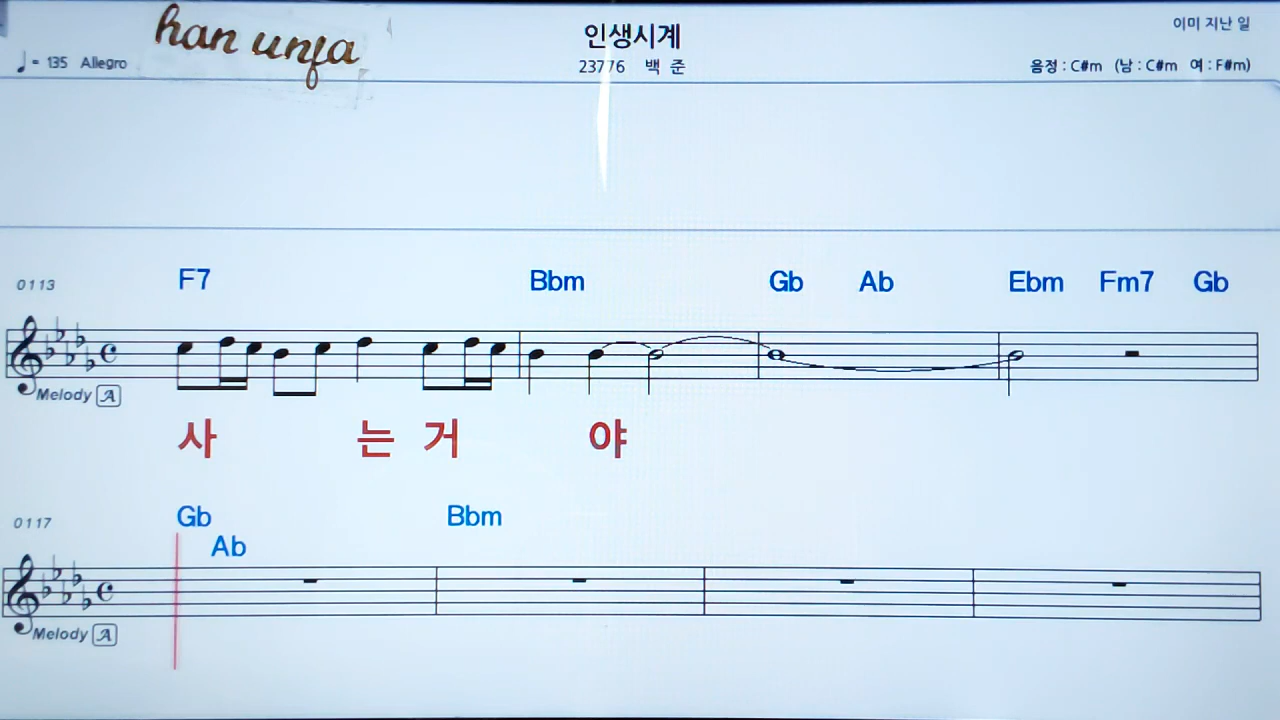 han unja
인생시계
이미 지난 일
♩= 135 Allegro
23776 백 준
음정 : C#m (남 : C#m 여 : F#m)
0113
F7 Bbm Gb Ab Ebm Fm7 Gb
Melody A
사 는 거 야
0117
Gb Bbm
Ab
Melody A